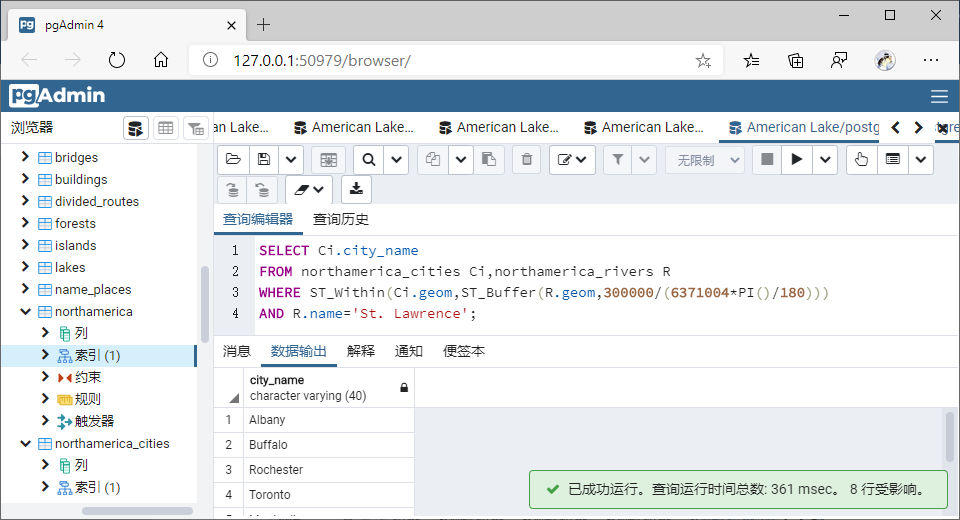 pgAdmin 4
127.0.0.1:50979/browser/
pgAdmin
浏览器
an Lake...
American Lake...
American Lake...
American Lake...
American Lake/postg
bridges
buildings
divided_routes
forests
islands
lakes
name_places
northamerica
列
索引 (1)
约束
规则
触发器
northamerica_cities
列
索引 (1)
无限制
查询编辑器 查询历史
1 SELECT Ci.city_name
2 FROM northamerica_cities Ci,northamerica_rivers R
3 WHERE ST_Within(Ci.geom,ST_Buffer(R.geom,300000/(6371004*PI()/180)))
4 AND R.name='St. Lawrence';
消息 数据输出 解释 通知 便签本
city_name
character varying (40)
1 Albany
2 Buffalo
3 Rochester
4 Toronto
已成功运行。查询运行时间总数: 361 msec。 8 行受影响。